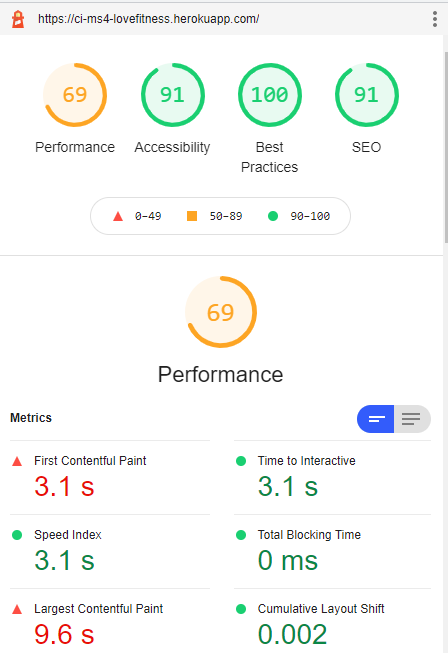 https://ci-ms4-lovefitness.herokuapp.com/
69 91 100 91
Performance Accessibility Best Practices SEO
0–49 50–89 90–100
69
Performance
Metrics
First Contentful Paint
3.1 s
Time to Interactive
3.1 s
Speed Index
3.1 s
Total Blocking Time
0 ms
Largest Contentful Paint
9.6 s
Cumulative Layout Shift
0.002